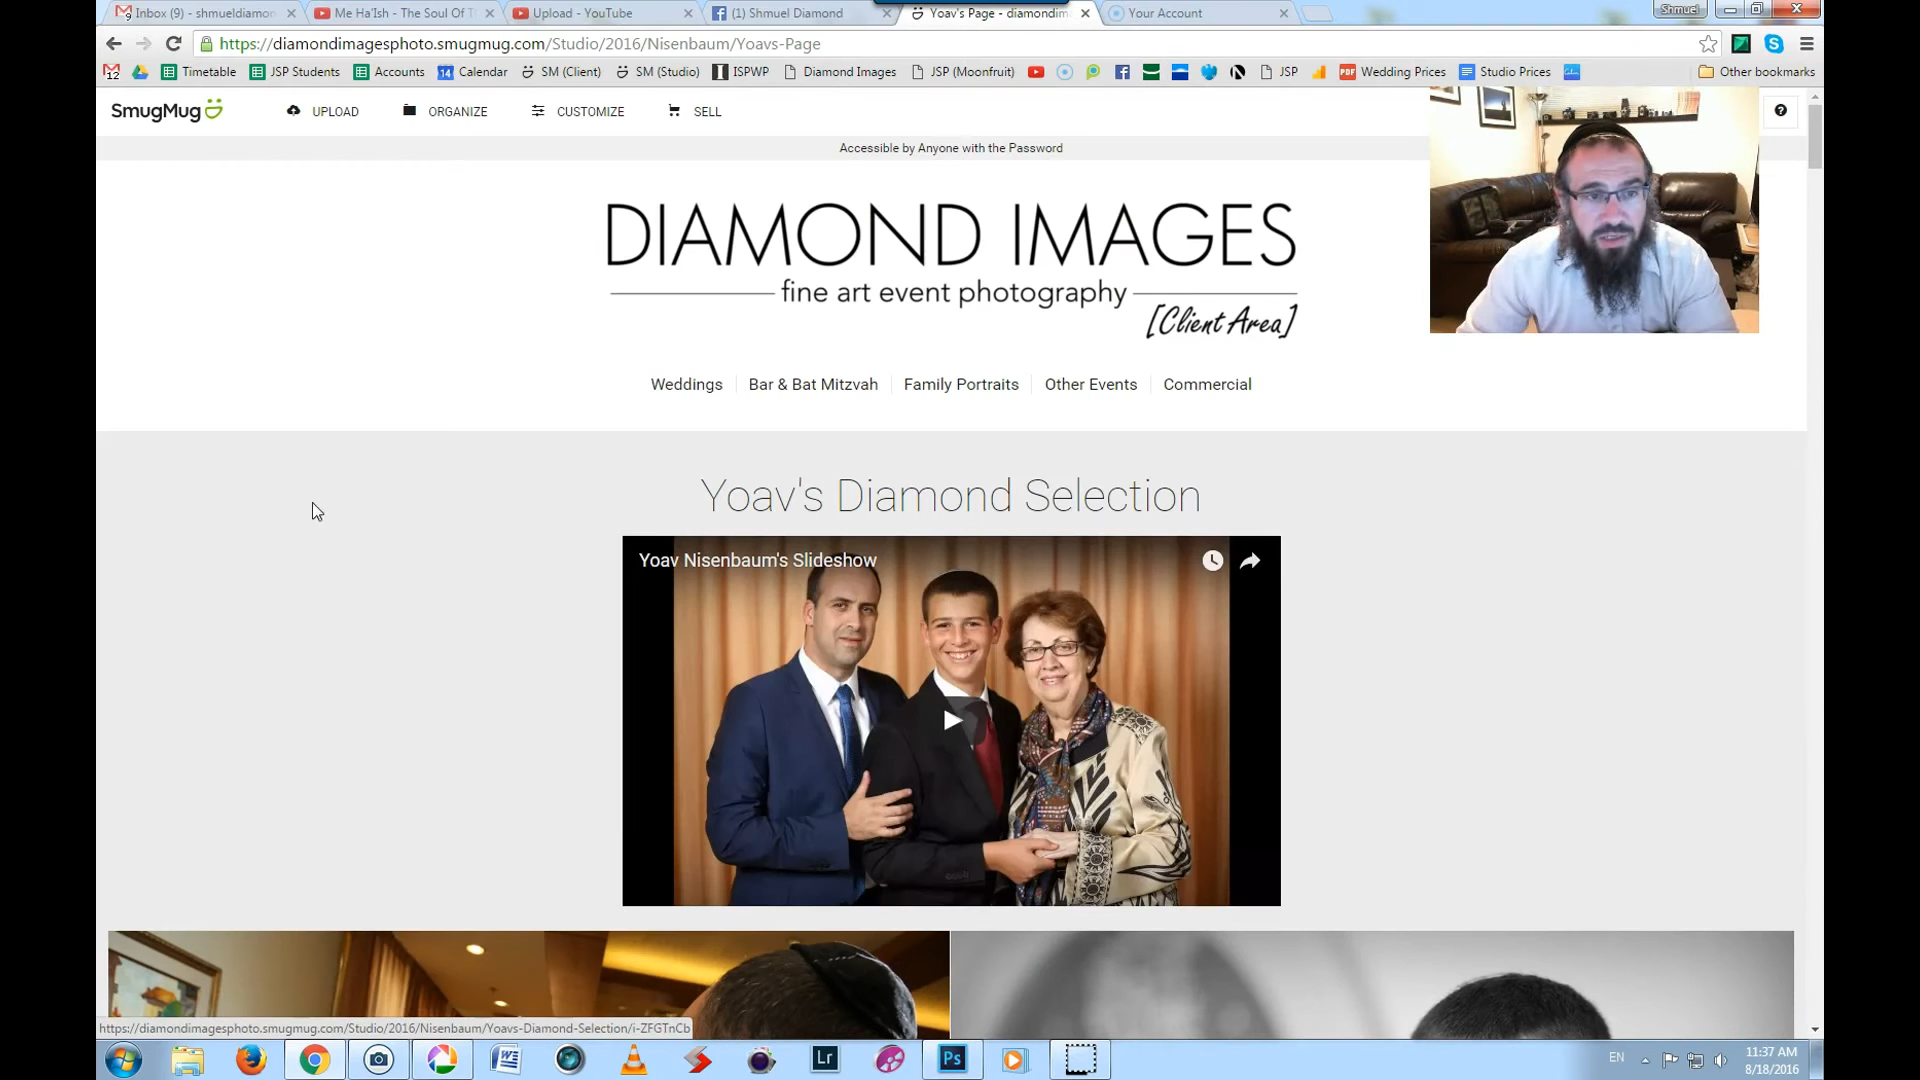 Inbox (9) - shmueldiamon
Me Ha'Ish - The Soul Of T
Upload - YouTube
(1) Shmuel Diamond
Yoav's Page - diamondim
Your Account
Shmuel
https://diamondimagesphoto.smugmug.com/Studio/2016/Nisenbaum/Yoavs-Page
12
Timetable
JSP Students
Accounts
14 Calendar
SM (Client)
SM (Studio)
ISPWP
Diamond Images
JSP (Moonfruit)
JSP
PDF Wedding Prices
Studio Prices
Other bookmarks
SmugMug
UPLOAD
ORGANIZE
CUSTOMIZE
SELL
?
Accessible by Anyone with the Password
DIAMOND IMAGES
fine art event photography
[Client Area]
Weddings
Bar & Bat Mitzvah
Family Portraits
Other Events
Commercial
Yoav's Diamond Selection
Yoav Nisenbaum's Slideshow
https://diamondimagesphoto.smugmug.com/Studio/2016/Nisenbaum/Yoavs-Diamond-Selection/i-ZFGTnCb
Lr
Ps
EN
11:37 AM
8/18/2016